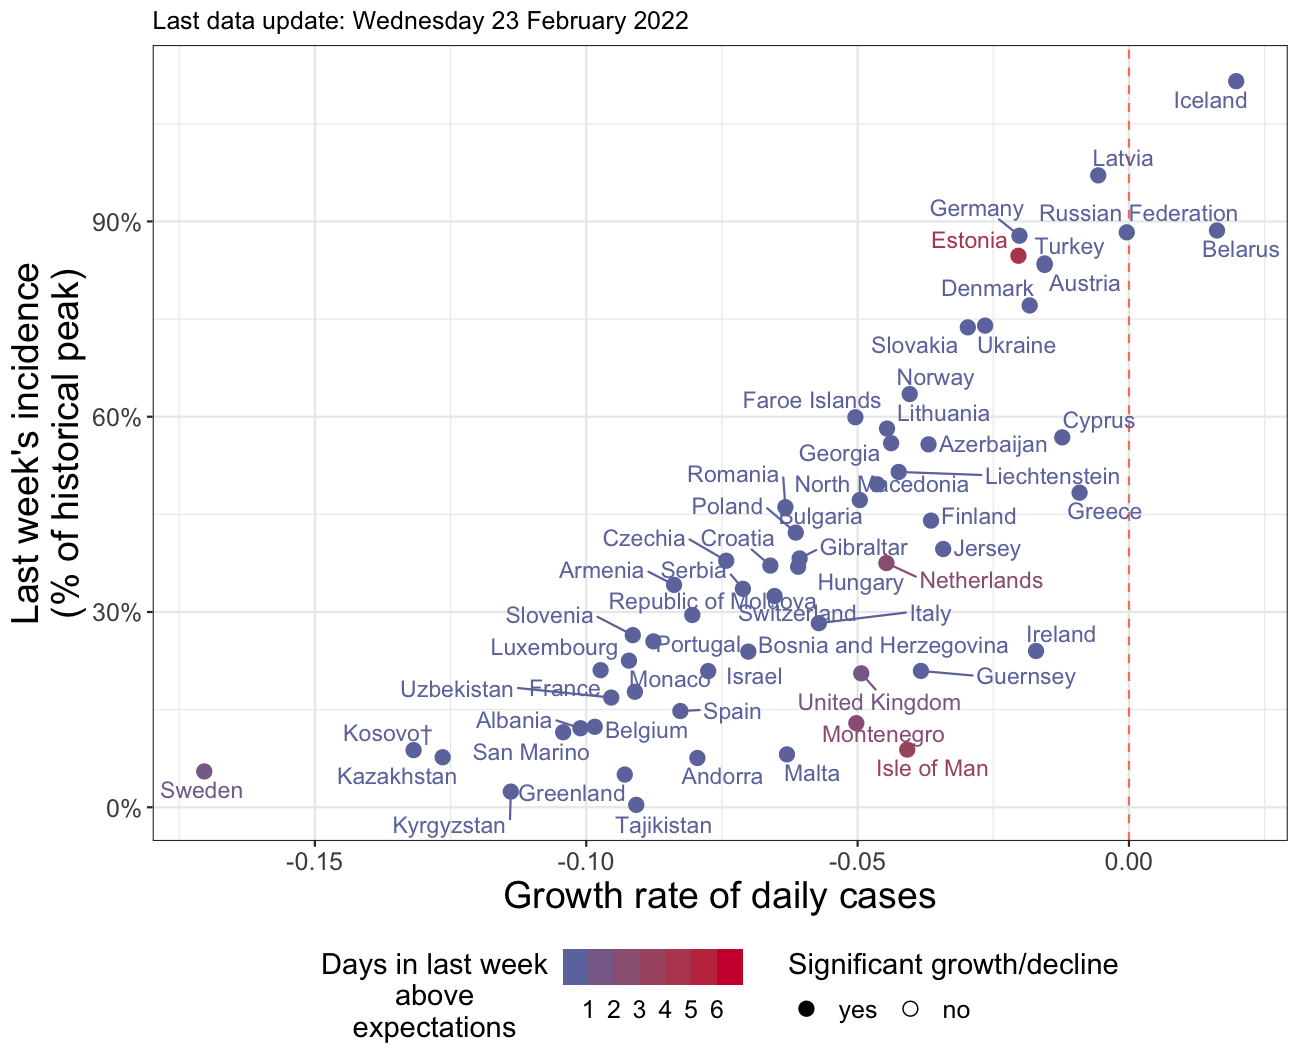 Last data update: Wednesday 23 February 2022
Last week's incidence
(% of historical peak)
90%
60%
30%
0%
Iceland
Latvia
Germany
Russian Federation
Estonia
Turkey
Belarus
Austria
Denmark
Slovakia
Ukraine
Norway
Faroe Islands
Lithuania
Cyprus
Azerbaijan
Georgia
Romania
North Macedonia
Liechtenstein
Poland
Bulgaria
Finland
Greece
Czechia
Croatia
Gibraltar
Jersey
Armenia
Serbia
Hungary
Netherlands
Republic of Moldova
Switzerland
Italy
Slovenia
Luxembourg
Portugal
Bosnia and Herzegovina
Ireland
Uzbekistan
France
Monaco
Israel
Guernsey
United Kingdom
Albania
Spain
Kosovo†
San Marino
Belgium
Montenegro
Kazakhstan
Andorra
Malta
Isle of Man
Sweden
Greenland
Kyrgyzstan
Tajikistan
-0.15
-0.10
-0.05
0.00
Growth rate of daily cases
Days in last week
above
expectations
1 2 3 4 5 6
Significant growth/decline
yes
no